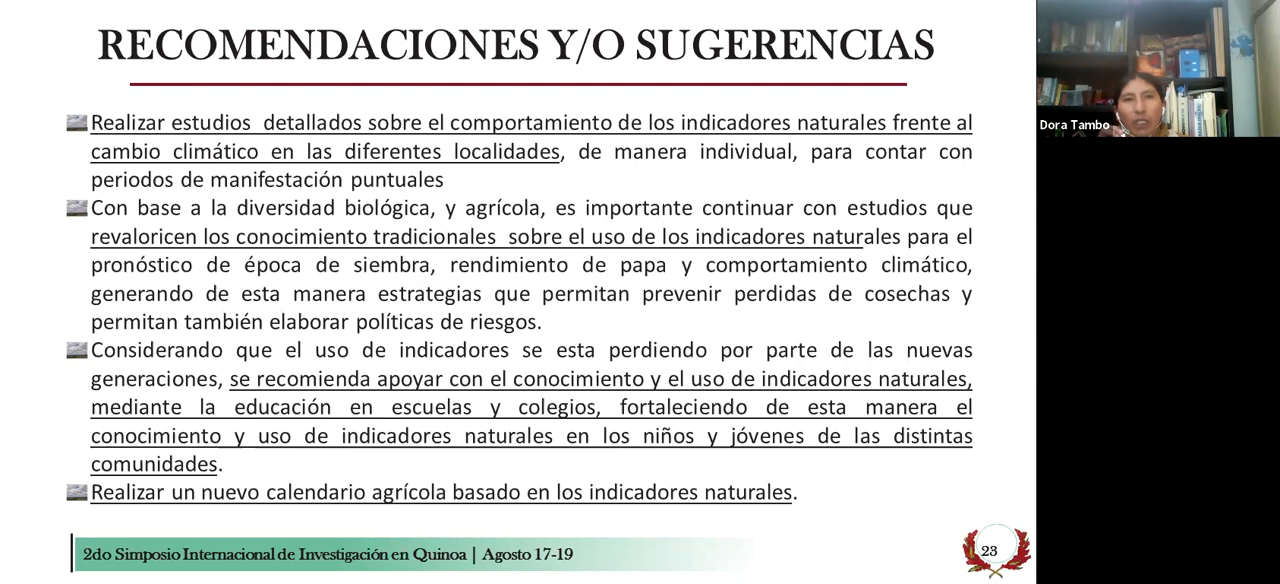 RECOMENDACIONES Y/O SUGERENCIAS
Realizar estudios detallados sobre el comportamiento de los indicadores naturales frente al
cambio climático en las diferentes localidades, de manera individual, para contar con
periodos de manifestación puntuales
Con base a la diversidad biológica, y agrícola, es importante continuar con estudios que
revaloricen los conocimiento tradicionales sobre el uso de los indicadores naturales para el
pronóstico de época de siembra, rendimiento de papa y comportamiento climático,
generando de esta manera estrategias que permitan prevenir perdidas de cosechas y
permitan también elaborar políticas de riesgos.
Considerando que el uso de indicadores se esta perdiendo por parte de las nuevas
generaciones, se recomienda apoyar con el conocimiento y el uso de indicadores naturales,
mediante la educación en escuelas y colegios, fortaleciendo de esta manera el
conocimiento y uso de indicadores naturales en los niños y jóvenes de las distintas
comunidades.
Realizar un nuevo calendario agrícola basado en los indicadores naturales.
2do Simposio Internacional de Investigación en Quinoa | Agosto 17-19
23
Dora Tambo